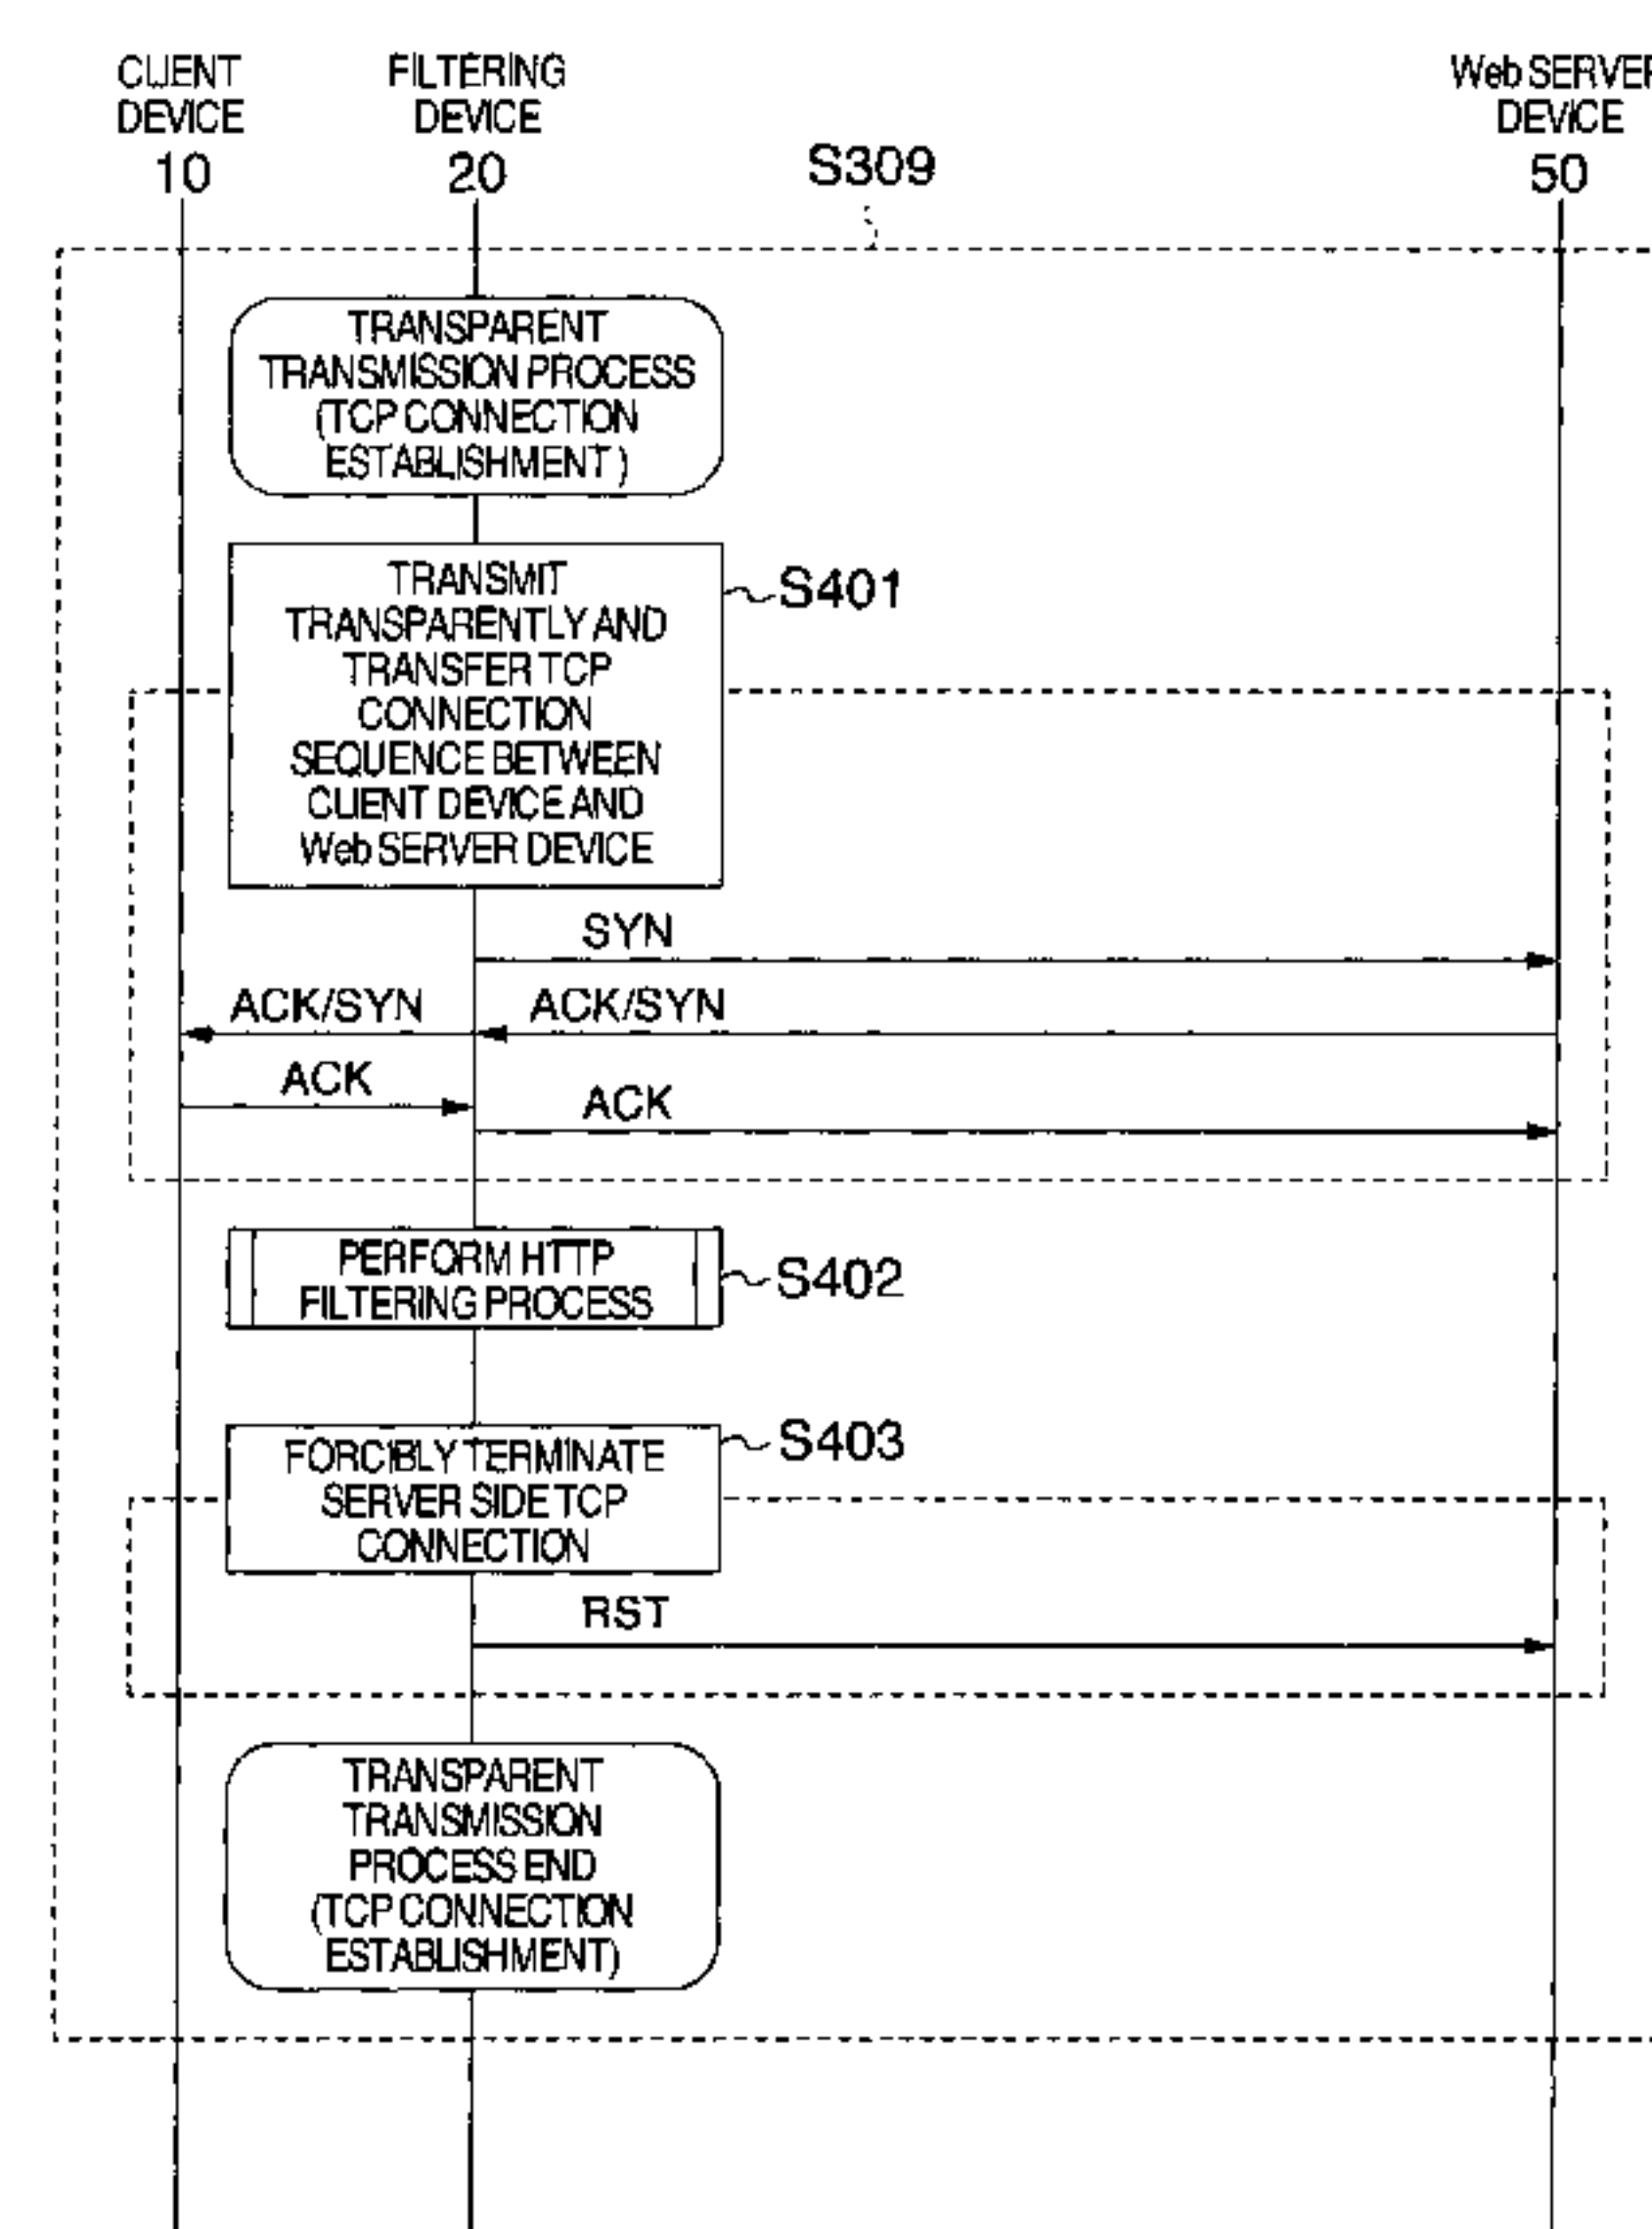 CLIENT
DEVICE
10
FILTERING
DEVICE
20
Web SERVER
DEVICE
50
S309
TRANSPARENT
TRANSMISSION PROCESS
(TCP CONNECTION
ESTABLISHMENT)
TRANSMIT
TRANSPARENTLY AND
TRANSFER TCP
CONNECTION
SEQUENCE BETWEEN
CLIENT DEVICE AND
Web SERVER DEVICE
S401
SYN
ACK/SYN
ACK/SYN
ACK
ACK
PERFORM HTTP
FILTERING PROCESS
S402
FORCIBLY TERMINATE
SERVER SIDE TCP
CONNECTION
S403
RST
TRANSPARENT
TRANSMISSION
PROCESS END
(TCP CONNECTION
ESTABLISHMENT)